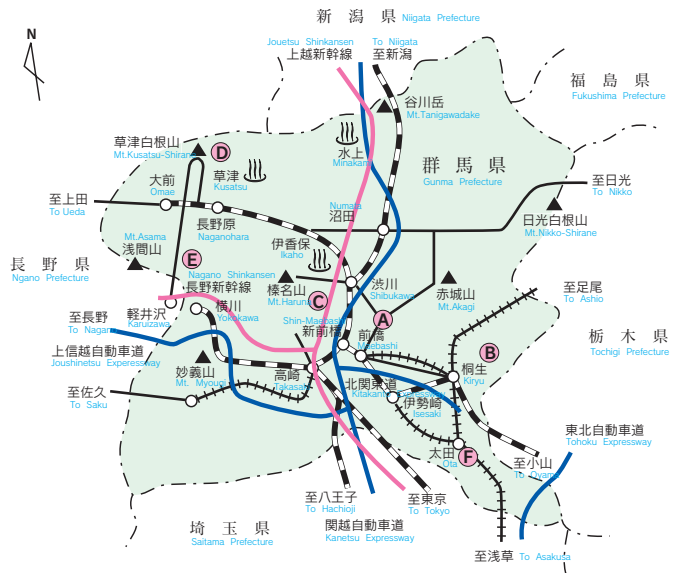 新 潟 県 Niigata Prefecture
N
Jouetsu Shinkansen
To Niigata
上越新幹線
至新潟
福 島 県
Fukushima Prefecture
谷川岳
Mt.Tanigawadake
草津白根山
Mt.Kusatsu-Shirane
D
水上
Minakami
群 馬 県
Gunma Prefecture
大前
Omae
草津
Kusatsu
至日光
To Nikko
至上田
To Ueda
Numata
沼田
長野原
Naganohara
日光白根山
Mt.Nikko-Shirane
Mt.Asama
浅間山
伊香保
Ikaho
E
長 野 県
Ngano Prefecture
Nagano Shinkansen
長野新幹線
榛名山
Mt.Haruna
C
渋川
Shibukawa
赤城山
Mt.Akagi
至足尾
To Ashio
軽井沢
Karuizawa
横川
Yokokawa
至長野
To Nagano
Shin-Maebashi
新前橋
A
前橋
Maebashi
栃 木 県
Tochigi Prefecture
上信越自動車道
Joushinetsu Experessway
B
妙義山
Mt. Myougi
高崎
Takasaki
北関東道
Kitakanto Expressway
桐生
Kiryu
至佐久
To Saku
伊勢崎
Isesaki
東北自動車道
Tohoku Expressway
太田
Ota
F
至小山
To Oyama
至八王子
To Hachioji
至東京
To Tokyo
埼 玉 県
Saitama Prefecture
関越自動車道
Kanetsu Expressway
至浅草 To Asakusa